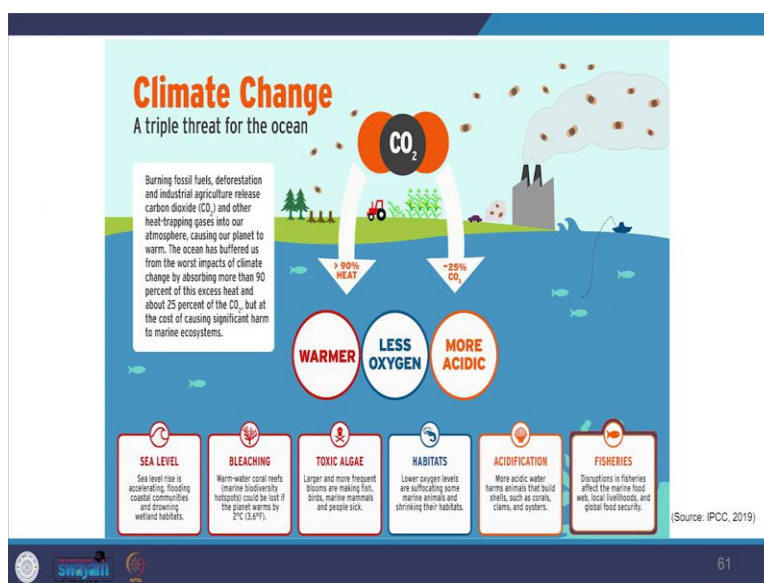 Climate Change
A triple threat for the ocean
CO2
Burning fossil fuels, deforestation
and industrial agriculture release
carbon dioxide (CO2) and other
heat-trapping gases into our
atmosphere, causing our planet to
warm. The ocean has buffered us
from the worst impacts of climate
change by absorbing more than 90
percent of this excess heat and
about 25 percent of the CO2, but at
the cost of causing significant harm
to marine ecosystems.
> 90%
HEAT
~25%
CO2
WARMER
LESS
OXYGEN
MORE
ACIDIC
SEA LEVEL
Sea level rise is
accelerating, flooding
coastal communities
and drowning
wetland habitats.
BLEACHING
Warm-water coral reefs
(marine biodiversity
hotspots) could be lost if
the planet warms by
2°C (3.6°F).
TOXIC ALGAE
Larger and more frequent
blooms are making fish,
birds, marine mammals
and people sick.
HABITATS
Lower oxygen levels
are suffocating some
marine animals and
shrinking their habitats.
ACIDIFICATION
More acidic water
harms animals that build
shells, such as corals,
clams, and oysters.
FISHERIES
Disruptions in fisheries
affect the marine food
web, local livelihoods, and
global food security.
(Source: IPCC, 2019)
swayam
61